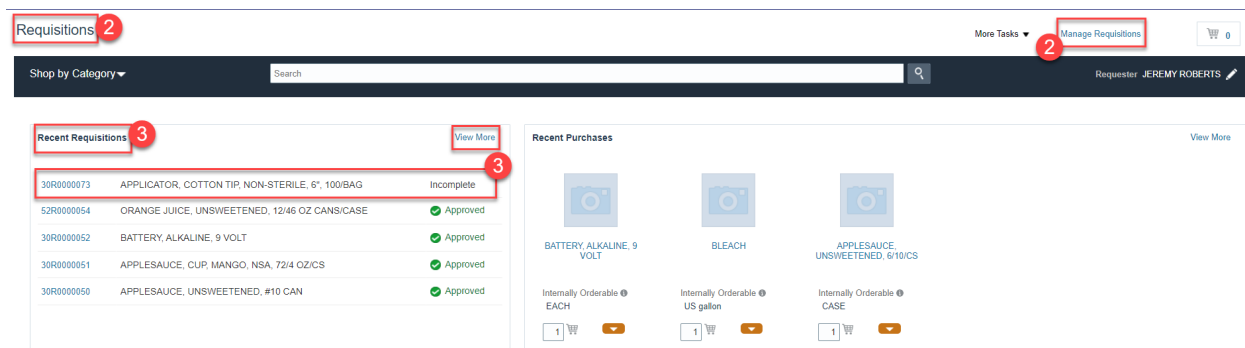 Requisitions 2
More Tasks ▼ Manage Requisitions 0
2
Shop by Category Search Requester JEREMY ROBERTS
Recent Requisitions 3 View More
3
30R0000073 APPLICATOR, COTTON TIP, NON-STERILE, 6", 100/BAG Incomplete
52R0000054 ORANGE JUICE, UNSWEETENED, 12/46 OZ CANS/CASE Approved
30R0000052 BATTERY, ALKALINE, 9 VOLT Approved
30R0000051 APPLESAUCE, CUP, MANGO, NSA, 72/4 OZ/CS Approved
30R0000050 APPLESAUCE, UNSWEETENED, #10 CAN Approved
Recent Purchases View More
BATTERY, ALKALINE, 9
VOLT
Internally Orderable
EACH
1
BLEACH
Internally Orderable
US gallon
1
APPLESAUCE,
UNSWEETENED, 6/10/CS
Internally Orderable
CASE
1